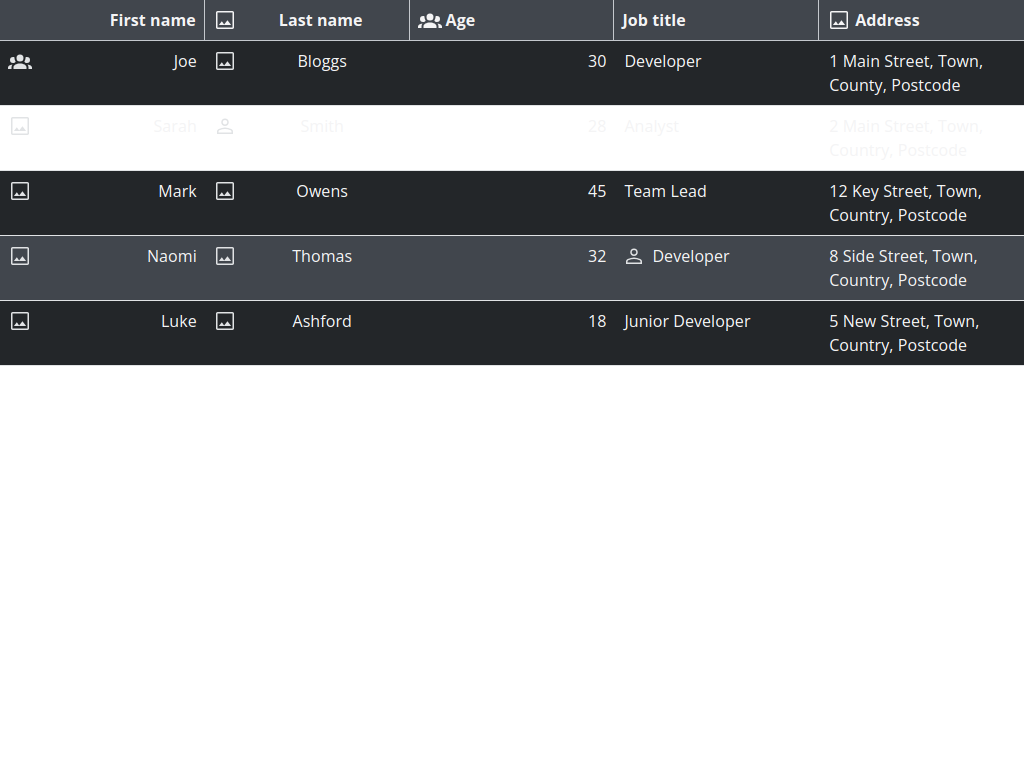 First name Last name Age Job title Address
Joe Bloggs 30 Developer 1 Main Street, Town,
County, Postcode
Sarah Smith 28 Analyst 2 Main Street, Town,
Country, Postcode
Mark Owens 45 Team Lead 12 Key Street, Town,
Country, Postcode
Naomi Thomas 32 Developer 8 Side Street, Town,
Country, Postcode
Luke Ashford 18 Junior Developer 5 New Street, Town,
Country, Postcode